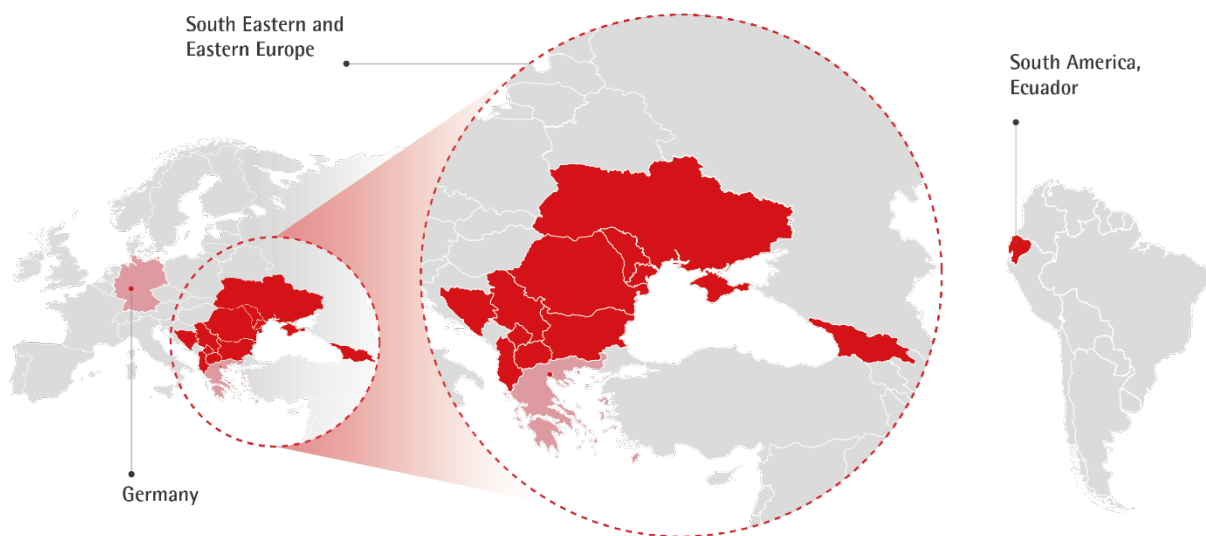 South Eastern and
Eastern Europe
South America,
Ecuador
Germany